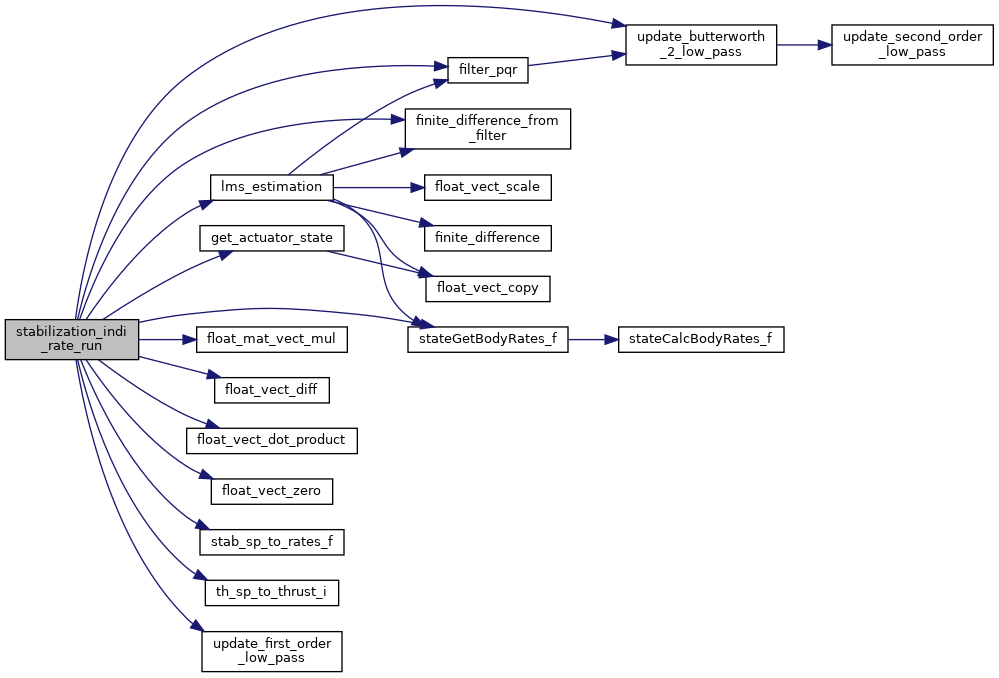 update_butterworth
_2_low_pass
update_second_order
_low_pass
filter_pqr
finite_difference_from
_filter
lms_estimation
float_vect_scale
get_actuator_state
finite_difference
float_vect_copy
stabilization_indi
_rate_run
float_mat_vect_mul
stateGetBodyRates_f
stateCalcBodyRates_f
float_vect_diff
float_vect_dot_product
float_vect_zero
stab_sp_to_rates_f
th_sp_to_thrust_i
update_first_order
_low_pass